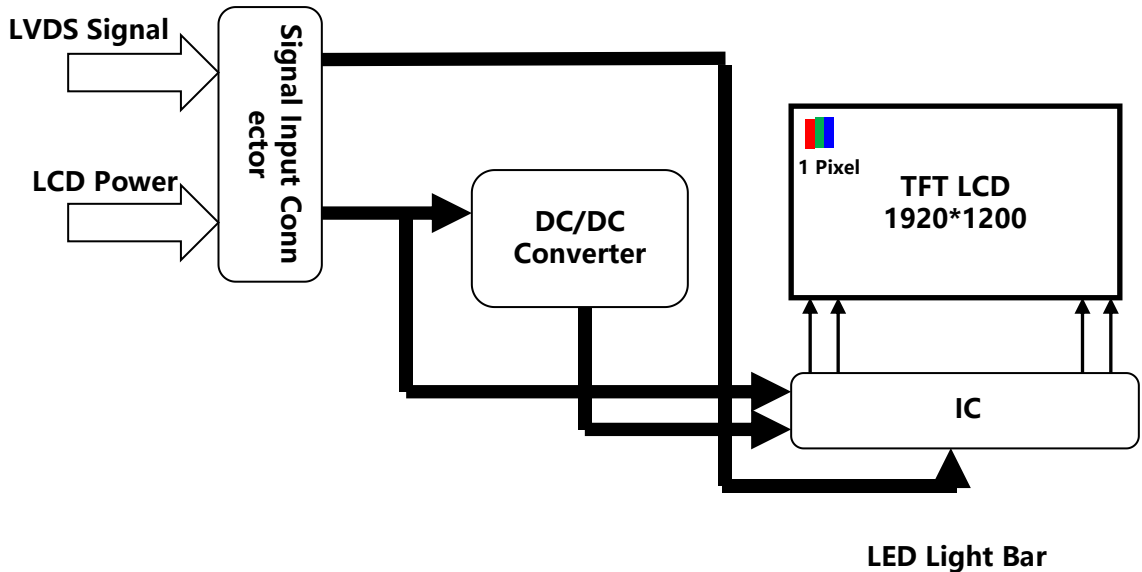 LVDS Signal
LCD Power
Signal Input Conn
ector
DC/DC
Converter
1 Pixel
TFT LCD
1920*1200
IC
LED Light Bar